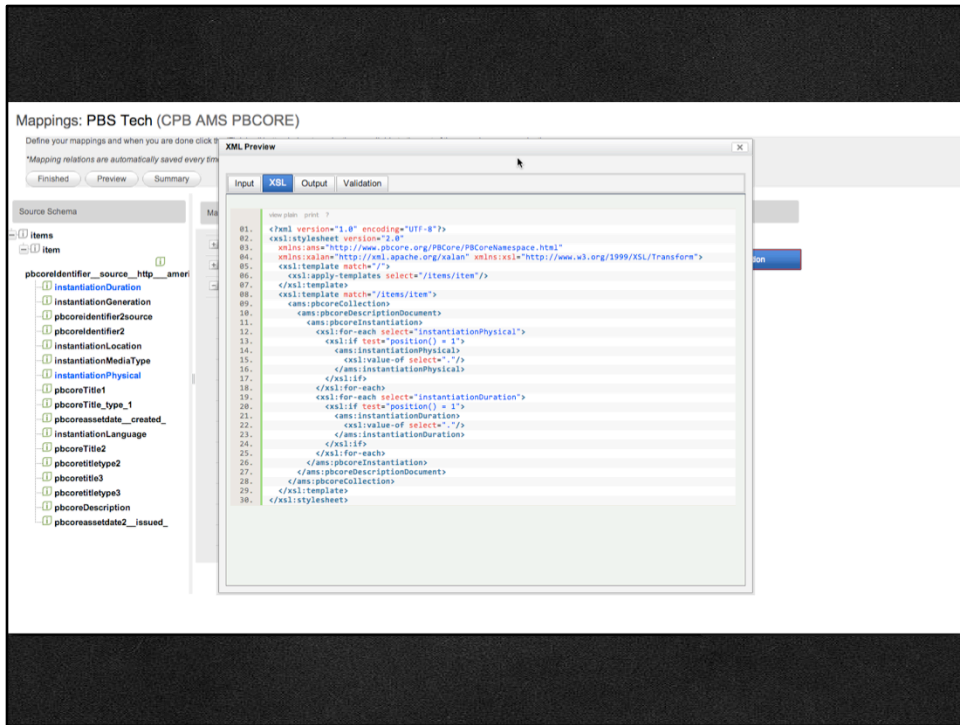 Mappings: PBS Tech (CPB AMS PBCORE)
Define your mappings and when you are done click th
*Mapping relations are automatically saved every time
Finished Preview Summary
Source Schema
Ma
items
item
pbcoreIdentifier__source__http___ameri
instantiationDuration
instantiationGeneration
pbcoreidentifier2source
pbcoreIdentifier2
instantiationLocation
instantiationMediaType
instantiationPhysical
pbcoreTitle1
pbcoreTitle_type_1
pbcoreassetdate__created_
instantiationLanguage
pbcoreTitle2
pbcoretitletype2
pbcoretitle3
pbcoretitletype3
pbcoreDescription
pbcoreassetdate2__issued_
XML Preview
Input XSL Output Validation
view plain print ?
01. <?xml version="1.0" encoding="UTF-8"?>
02. <xsl:stylesheet version="2.0"
03. xmlns:ams="http://www.pbcore.org/PBCore/PBCoreNamespace.html"
04. xmlns:xalan="http://xml.apache.org/xalan" xmlns:xsl="http://www.w3.org/1999/XSL/Transform">
05. <xsl:template match="/">
06. <xsl:apply-templates select="/items/item"/>
07. </xsl:template>
08. <xsl:template match="/items/item">
09. <ams:pbcoreCollection>
10. <ams:pbcoreDescriptionDocument>
11. <ams:pbcoreInstantiation>
12. <xsl:for-each select="instantiationPhysical">
13. <xsl:if test="position() = 1">
14. <ams:instantiationPhysical>
15. <xsl:value-of select="."/>
16. </ams:instantiationPhysical>
17. </xsl:if>
18. </xsl:for-each>
19. <xsl:for-each select="instantiationDuration">
20. <xsl:if test="position() = 1">
21. <ams:instantiationDuration>
22. <xsl:value-of select="."/>
23. </ams:instantiationDuration>
24. </xsl:if>
25. </xsl:for-each>
26. </ams:pbcoreInstantiation>
27. </ams:pbcoreDescriptionDocument>
28. </ams:pbcoreCollection>
29. </xsl:template>
30. </xsl:stylesheet>
ion